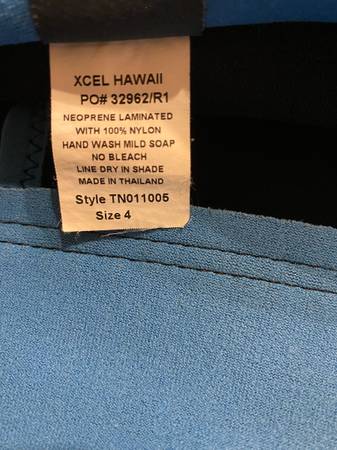 XCEL HAWAII
PO# 32962/R1
NEOPRENE LAMINATED
WITH 100% NYLON
HAND WASH MILD SOAP
NO BLEACH
LINE DRY IN SHADE
MADE IN THAILAND
Style TN011005
Size 4